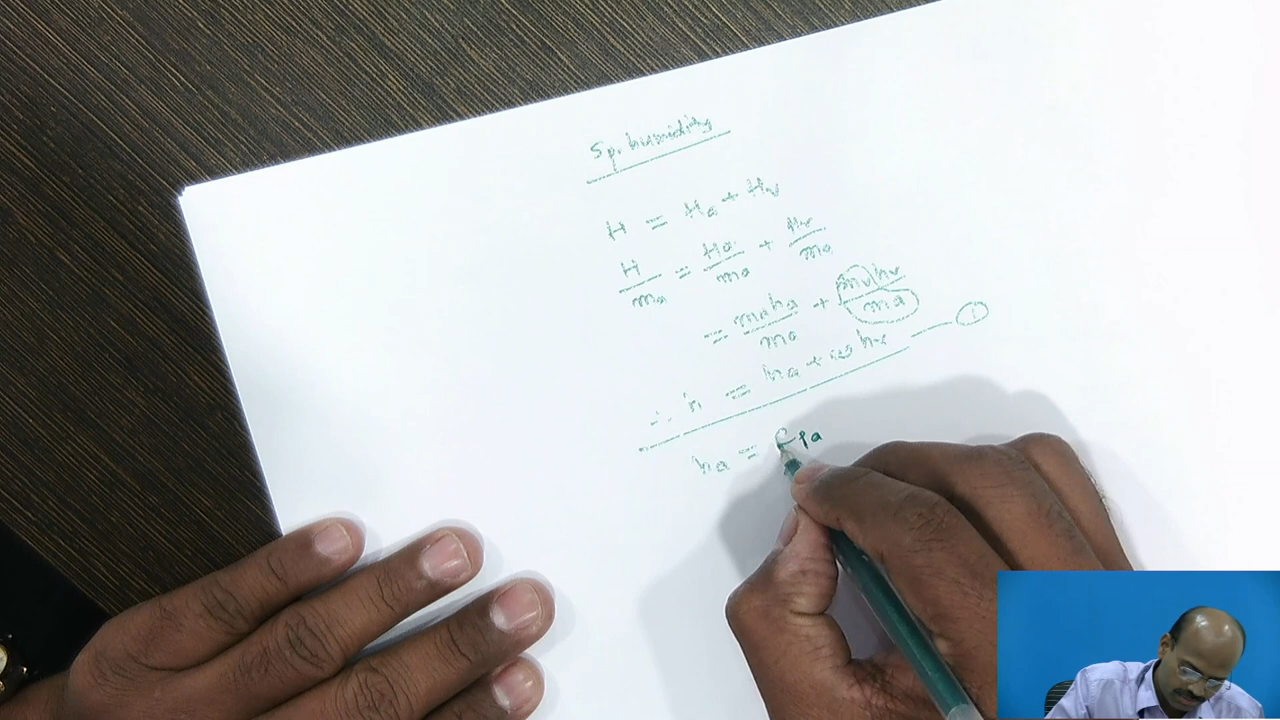 Sp. humidity
H = Ha + Hv
H/ma = Ha/ma + Hv/ma
= maha/ma + mvhv/ma
∴ h = ha + ω hv — 1
ha = Cpa